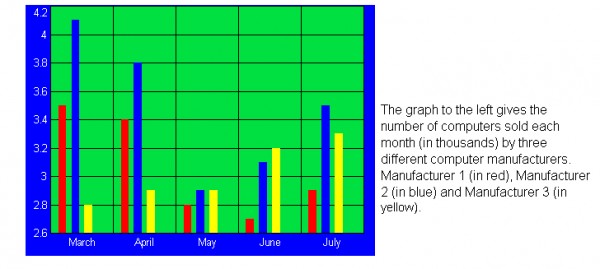 4.2
4
3.8
3.6
3.4
3.2
3
2.8
2.6
March April May June July
The graph to the left gives the
number of computers sold each
month (in thousands) by three
different computer manufacturers.
Manufacturer 1 (in red), Manufacturer
2 (in blue) and Manufacturer 3 (in
yellow).